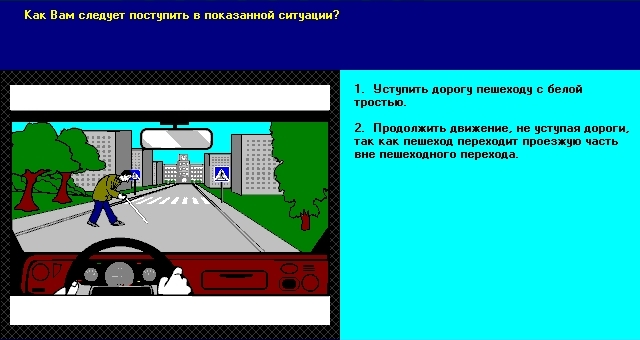 Как Вам следует поступить в показанной ситуации?
1. Уступить дорогу пешеходу с белой
тростью.
2. Продолжить движение, не уступая дороги,
так как пешеход переходит проезжую часть
вне пешеходного перехода.